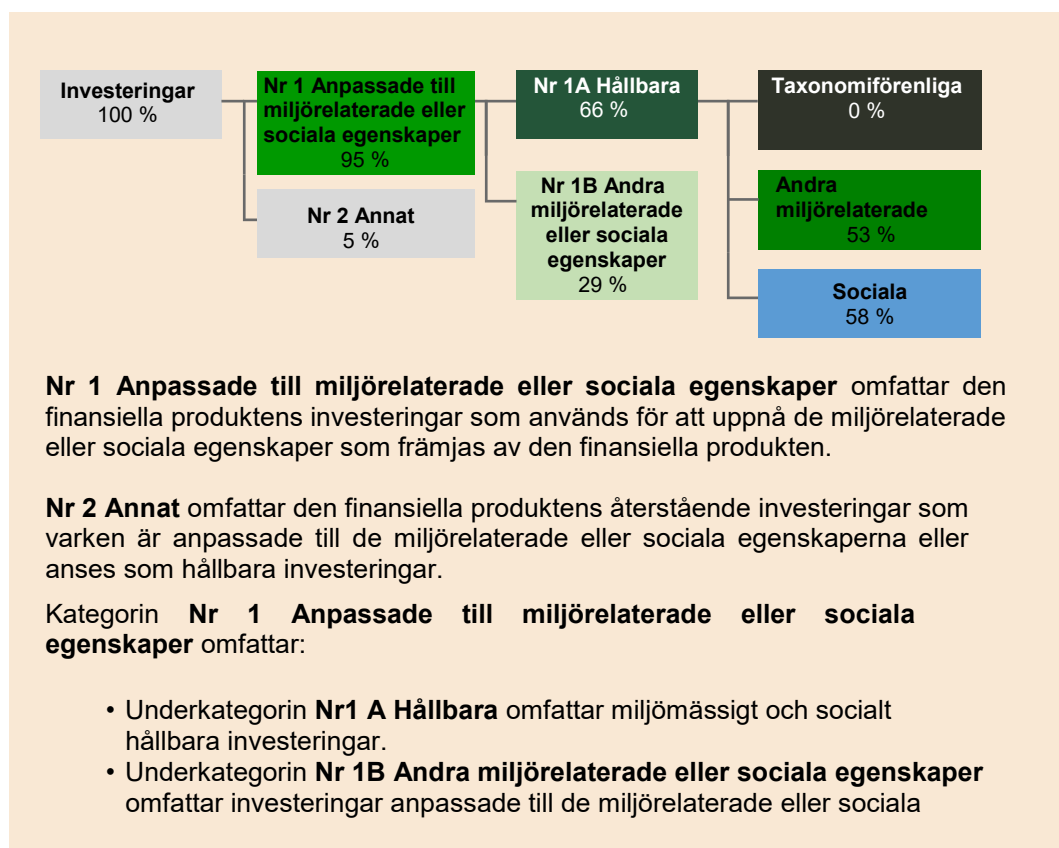 Investeringar
100 %
Nr 1 Anpassade till
miljörelaterade eller
sociala egenskaper
95 %
Nr 2 Annat
5 %
Nr 1A Hållbara
66 %
Nr 1B Andra
miljörelaterade
eller sociala
egenskaper
29 %
Taxonomiförenliga
0 %
Andra
miljörelaterade
53 %
Sociala
58 %
Nr 1 Anpassade till miljörelaterade eller sociala egenskaper omfattar den
finansiella produktens investeringar som används för att uppnå de miljörelaterade
eller sociala egenskaper som främjas av den finansiella produkten.
Nr 2 Annat omfattar den finansiella produktens återstående investeringar som
varken är anpassade till de miljörelaterade eller sociala egenskaperna eller
anses som hållbara investeringar.
Kategorin Nr 1 Anpassade till miljörelaterade eller sociala
egenskaper omfattar:
• Underkategorin Nr1 A Hållbara omfattar miljömässigt och socialt
hållbara investeringar.
• Underkategorin Nr 1B Andra miljörelaterade eller sociala egenskaper
omfattar investeringar anpassade till de miljörelaterade eller sociala